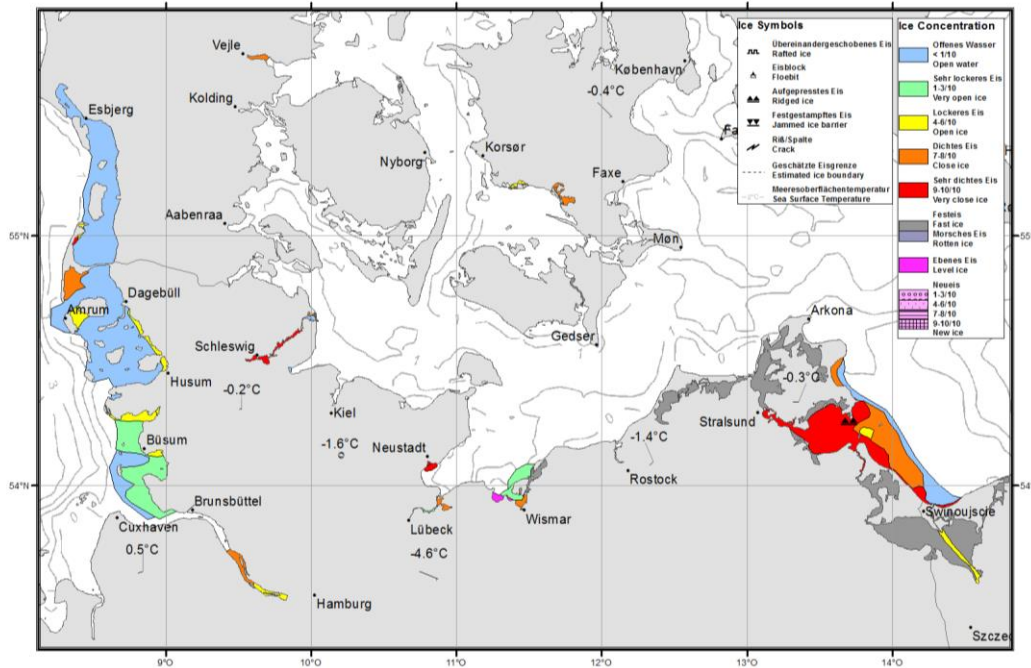 Vejle
Kolding
Esbjerg
Nyborg
Korsør
København
-0.4°C
Faxe
Aabenraa
55°
Møn
55
Dagebüll
Amrum
Arkona
Gedser
Schleswig
-0.2°C
Husum
-0.3°C
Kiel
Stralsund
-1.6°C
Neustadt
-1.4°C
Büsum
Rostock
54°
54
Brunsbüttel
Wismar
Swinoujscie
Cuxhaven
Lübeck
0.5°C
-4.6°C
Hamburg
9°0'
10°0'
11°0'
12°0'
13°0'
14°0'
Ice Symbols
Übereinandergeschobenes Eis
Rafted ice
Eisblock
Floebit
Aufgepresstes Eis
Ridged ice
Festgestampftes Eis
Jammed ice barrier
Riß/Spalte
Crack
Geschätzte Eisgrenze
Estimated ice boundary
Meeresoberflächentemperatur
Sea Surface Temperature
Ice Concentration
Offenes Wasser
< 1/10
Open water
Sehr lockeres Eis
1-3/10
Very open ice
Lockeres Eis
4-6/10
Open ice
Dichtes Eis
7-8/10
Close ice
Sehr dichtes Eis
9-10/10
Very close ice
Festeis
Fast ice
Morsches Eis
Rotten ice
Ebenes Eis
Level ice
Neueis
1-3/10
4-6/10
7-8/10
9-10/10
New ice